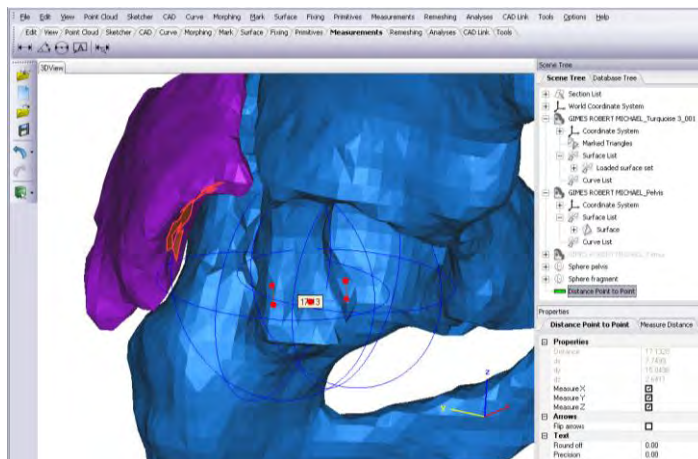 File Edit View Point Cloud Sketcher CAD Curve Morphing Mark Surface Fixing Primitives Measurements Remeshing Analyses CAD Link Tools Options Help
Edit View Point Cloud Sketcher CAD Curve Morphing Mark Surface Fixing Primitives Measurements Remeshing Analyses CAD Link Tools
3DView
z
y
Scene Tree
Scene Tree Database Tree
Section List
World Coordinate System
GIMES ROBERT MICHAEL_Turquoise 3_001
Coordinate System
Marked Triangles
Surface List
Loaded surface set
Curve List
GIMES ROBERT MICHAEL_Pelvis
Coordinate System
Surface List
Surface
Curve List
Sphere pelvis
Sphere fragment
Distance Point to Point
Properties
Distance Point to Point Measure Distance
Properties
Distance
Measure X
Measure Y
Measure Z
Arrows
Flip arrows
Text
Round off 0.00
Precision 0.00